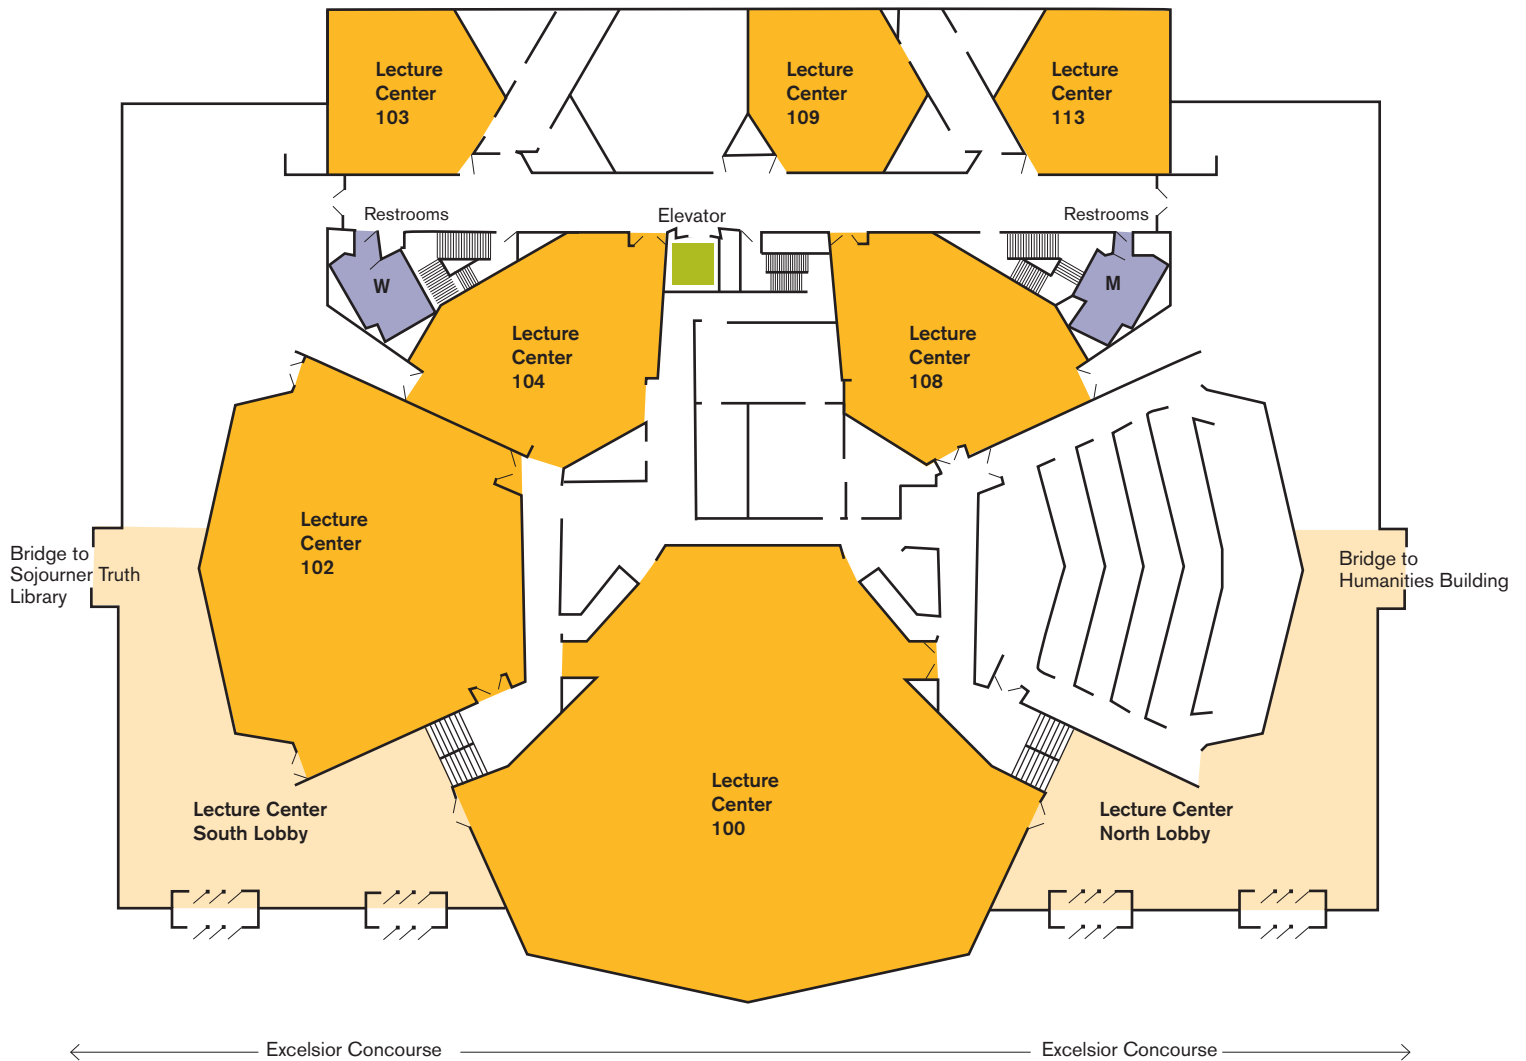 Lecture
Center
103
Lecture
Center
109
Lecture
Center
113
Restrooms
Elevator
Restrooms
W
M
Lecture
Center
104
Lecture
Center
108
Lecture
Center
102
Bridge to
Sojourner Truth
Library
Bridge to
Humanities Building
Lecture
Center
100
Lecture Center
South Lobby
Lecture Center
North Lobby
Excelsior Concourse
Excelsior Concourse